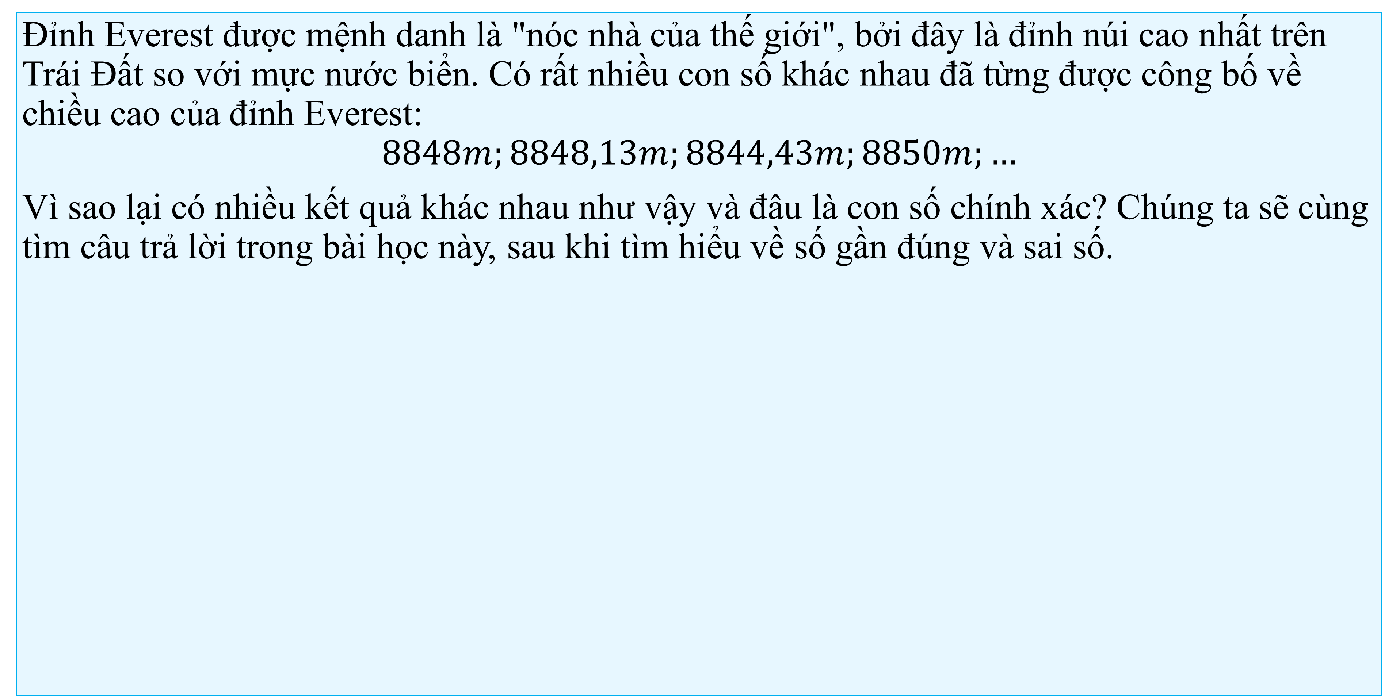 Đỉnh Everest được mệnh danh là "nóc nhà của thế giới", bởi đây là đỉnh núi cao nhất trên
Trái Đất so với mực nước biển. Có rất nhiều con số khác nhau đã từng được công bố về
chiều cao của đỉnh Everest:
8848m; 8848,13m; 8844,43m; 8850m; ...
Vì sao lại có nhiều kết quả khác nhau như vậy và đâu là con số chính xác? Chúng ta sẽ cùng
tìm câu trả lời trong bài học này, sau khi tìm hiểu về số gần đúng và sai số.